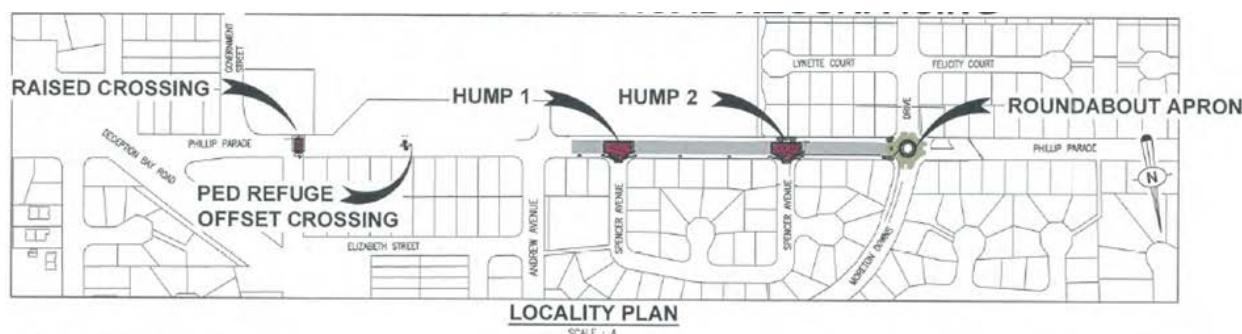 GOVERNMENT
STREET
RAISED CROSSING
HUMP 1
HUMP 2
LYNETTE COURT
FELICITY COURT
DRIVE
ROUNDABOUT APRON
DECEPTION BAY ROAD
PHILLIP PARADE
PHILLIP PARADE
N
PED REFUGE
OFFSET CROSSING
ELIZABETH STREET
ANDREW AVENUE
SPENCER AVENUE
SPENCER AVENUE
MORETON DOWNS
LOCALITY PLAN